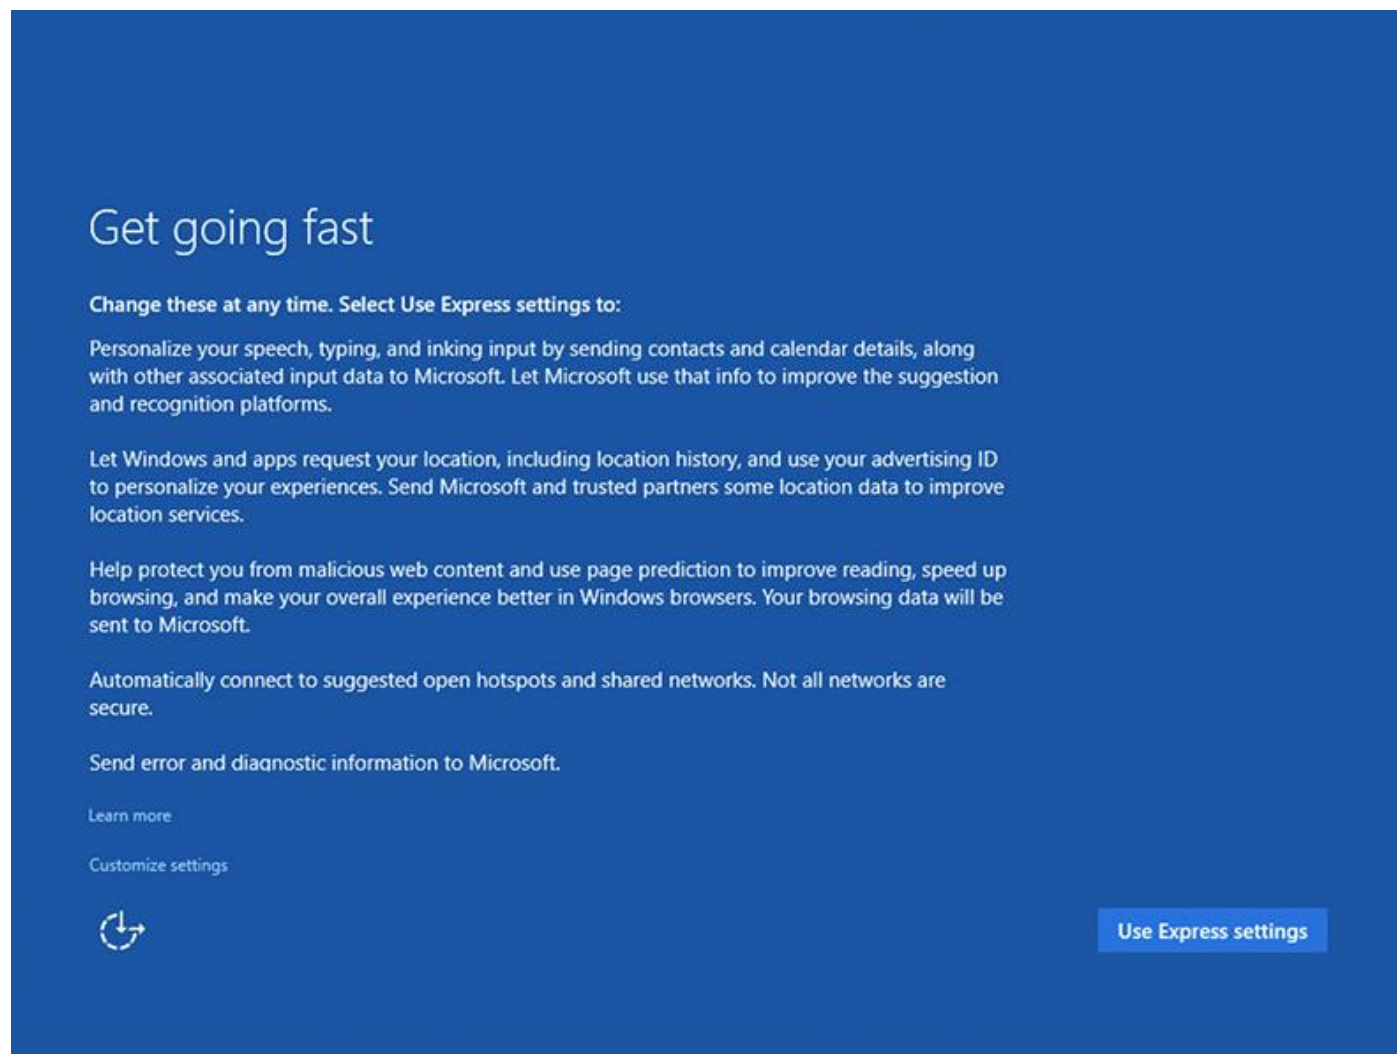 Get going fast
Change these at any time. Select Use Express settings to:
Personalize your speech, typing, and inking input by sending contacts and calendar details, along
with other associated input data to Microsoft. Let Microsoft use that info to improve the suggestion
and recognition platforms.
Let Windows and apps request your location, including location history, and use your advertising ID
to personalize your experiences. Send Microsoft and trusted partners some location data to improve
location services.
Help protect you from malicious web content and use page prediction to improve reading, speed up
browsing, and make your overall experience better in Windows browsers. Your browsing data will be
sent to Microsoft.
Automatically connect to suggested open hotspots and shared networks. Not all networks are
secure.
Send error and diagnostic information to Microsoft.
Learn more
Customize settings
Use Express settings